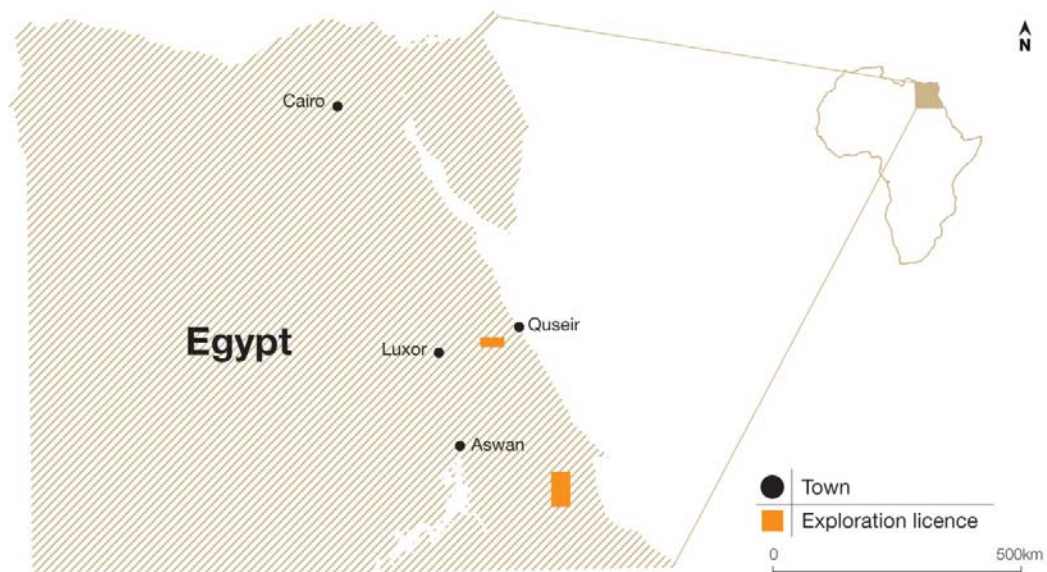 N
Cairo
Quseir
Egypt
Luxor
Aswan
Town
Exploration licence
0 500km